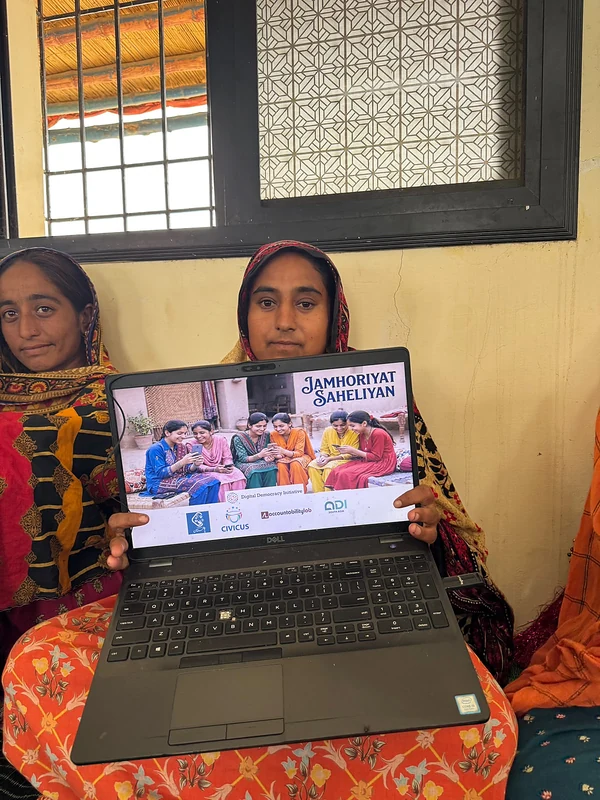 JAMHORIYAT
SAHELIYAN
Digital Democracy Initiative
CIVICUS
accountabilitylab
ADI
DELL